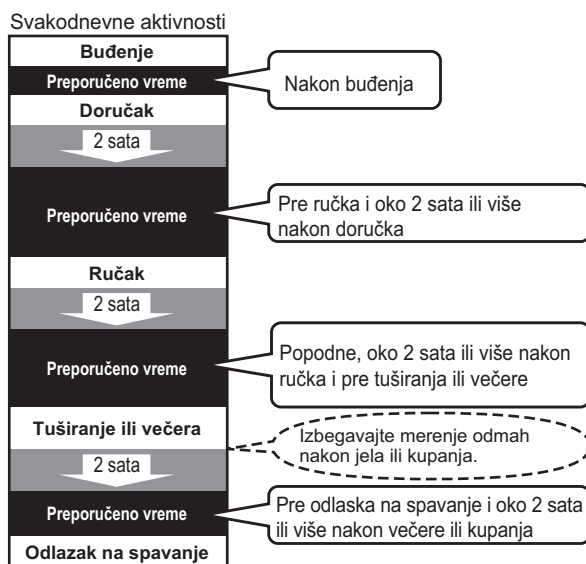 Svakodnevne aktivnosti
Buđenje
Preporučeno vreme
Nakon buđenja
Doručak
2 sata
Preporučeno vreme
Pre ručka i oko 2 sata ili više
nakon doručka
Ručak
2 sata
Preporučeno vreme
Popodne, oko 2 sata ili više nakon
ručka i pre tuširanja ili večere
Tuširanje ili večera
Izbegavajte merenje odmah
nakon jela ili kupanja.
2 sata
Preporučeno vreme
Pre odlaska na spavanje i oko 2 sata
ili više nakon večere ili kupanja
Odlazak na spavanje